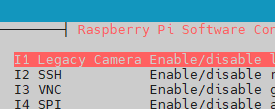 Raspberry Pi Software Con
I1 Legacy Camera Enable/disable l
I2 SSH Enable/disable r
I3 VNC Enable/disable g
I4 SPI Enable/disable